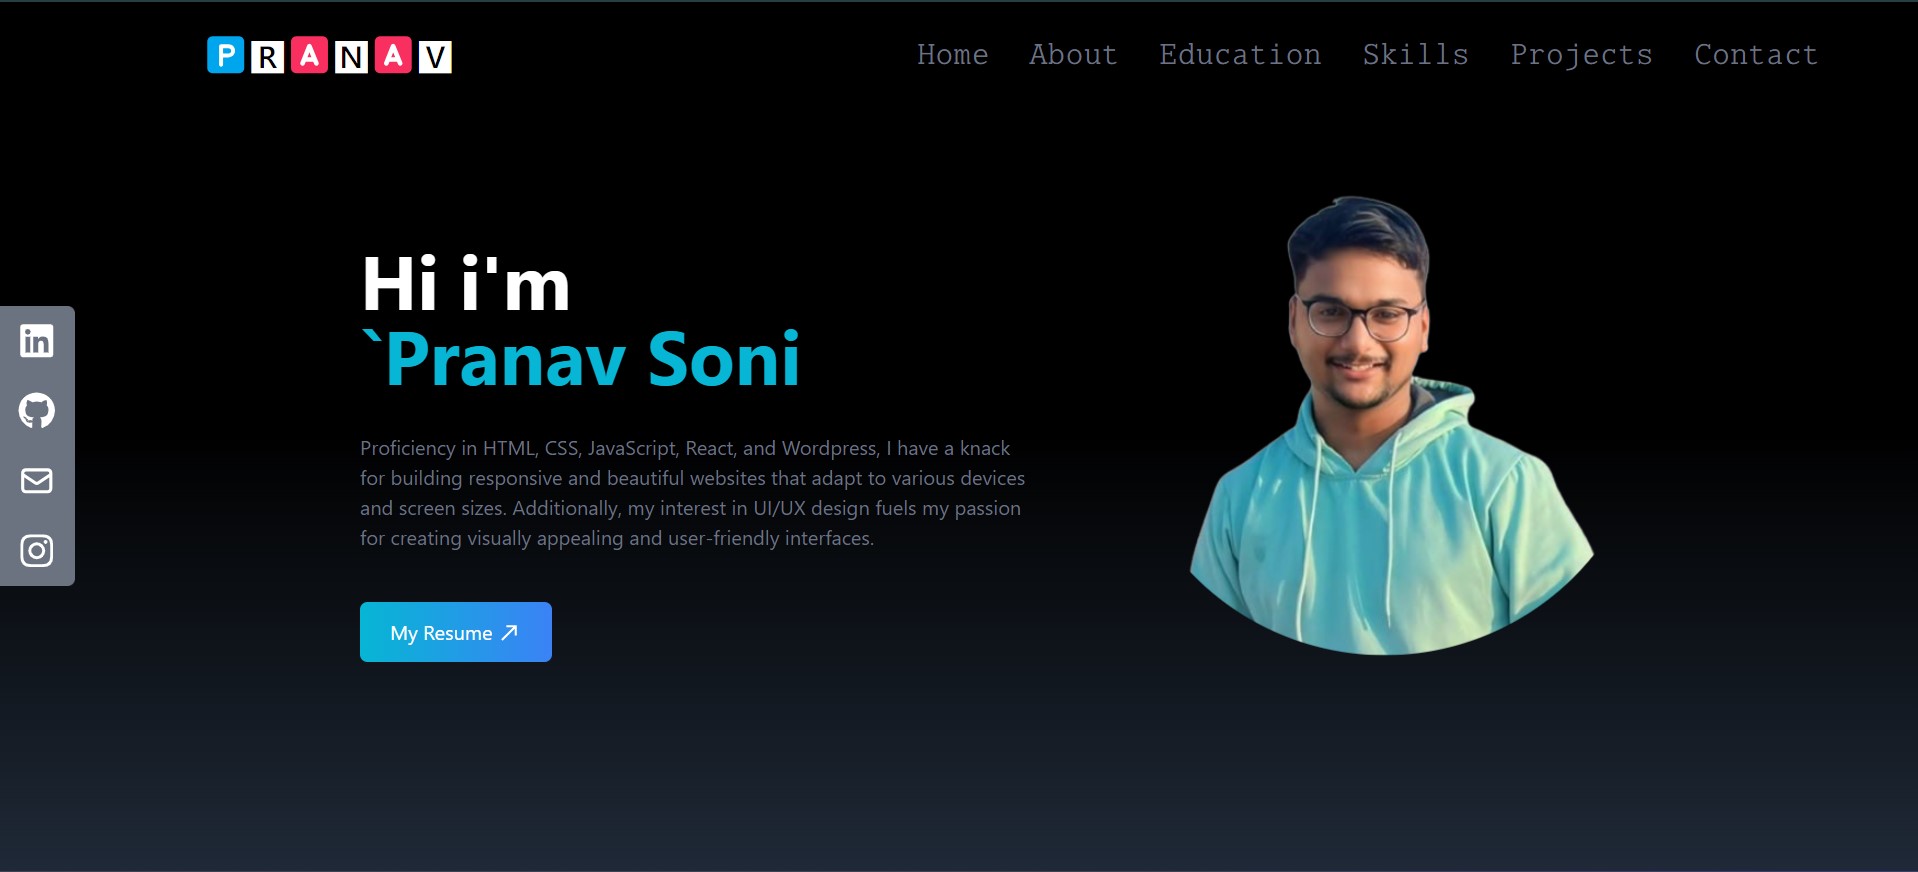 PRANAV
Home About Education Skills Projects Contact
Hi i'm
`Pranav Soni
Proficiency in HTML, CSS, JavaScript, React, and Wordpress, I have a knack
for building responsive and beautiful websites that adapt to various devices
and screen sizes. Additionally, my interest in UI/UX design fuels my passion
for creating visually appealing and user-friendly interfaces.
My Resume
in